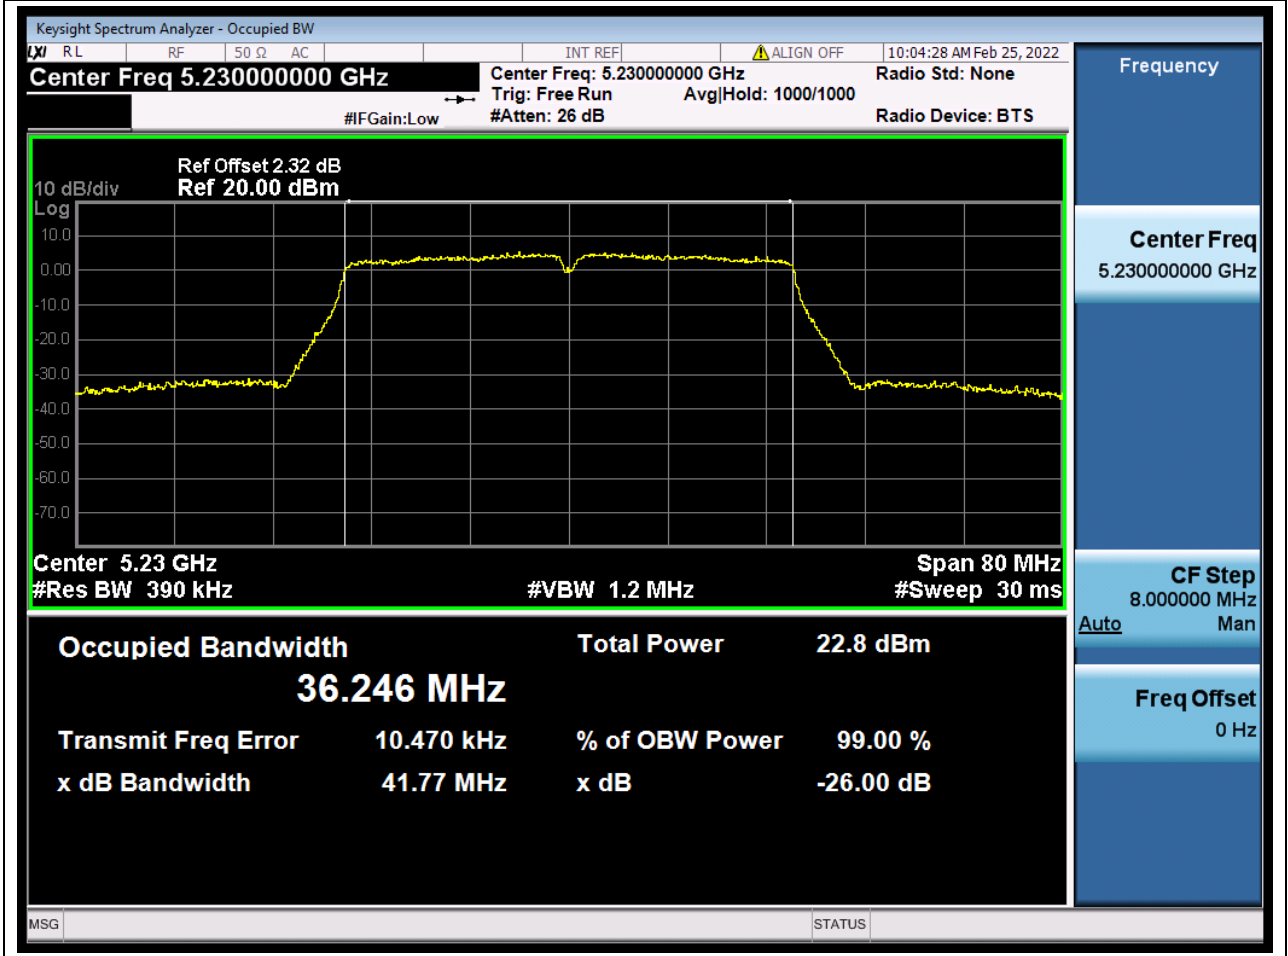 Keysight Spectrum Analyzer - Occupied BW
LXI RL RF 50 Ω AC INT REF ALIGN OFF 10:04:28 AM Feb 25, 2022
Center Freq 5.230000000 GHz
Center Freq: 5.230000000 GHz
Radio Std: None
Trig: Free Run Avg|Hold: 1000/1000
#IFGain:Low
#Atten: 26 dB
Radio Device: BTS
Ref Offset 2.32 dB
10 dB/div Ref 20.00 dBm
Log
10.0
0.00
-10.0
-20.0
-30.0
-40.0
-50.0
-60.0
-70.0
Center 5.23 GHz Span 80 MHz
#Res BW 390 kHz #VBW 1.2 MHz #Sweep 30 ms
Occupied Bandwidth Total Power 22.8 dBm
36.246 MHz
Transmit Freq Error 10.470 kHz % of OBW Power 99.00 %
x dB Bandwidth 41.77 MHz x dB -26.00 dB
MSG STATUS
Frequency
Center Freq
5.230000000 GHz
CF Step
8.000000 MHz
Auto Man
Freq Offset
0 Hz